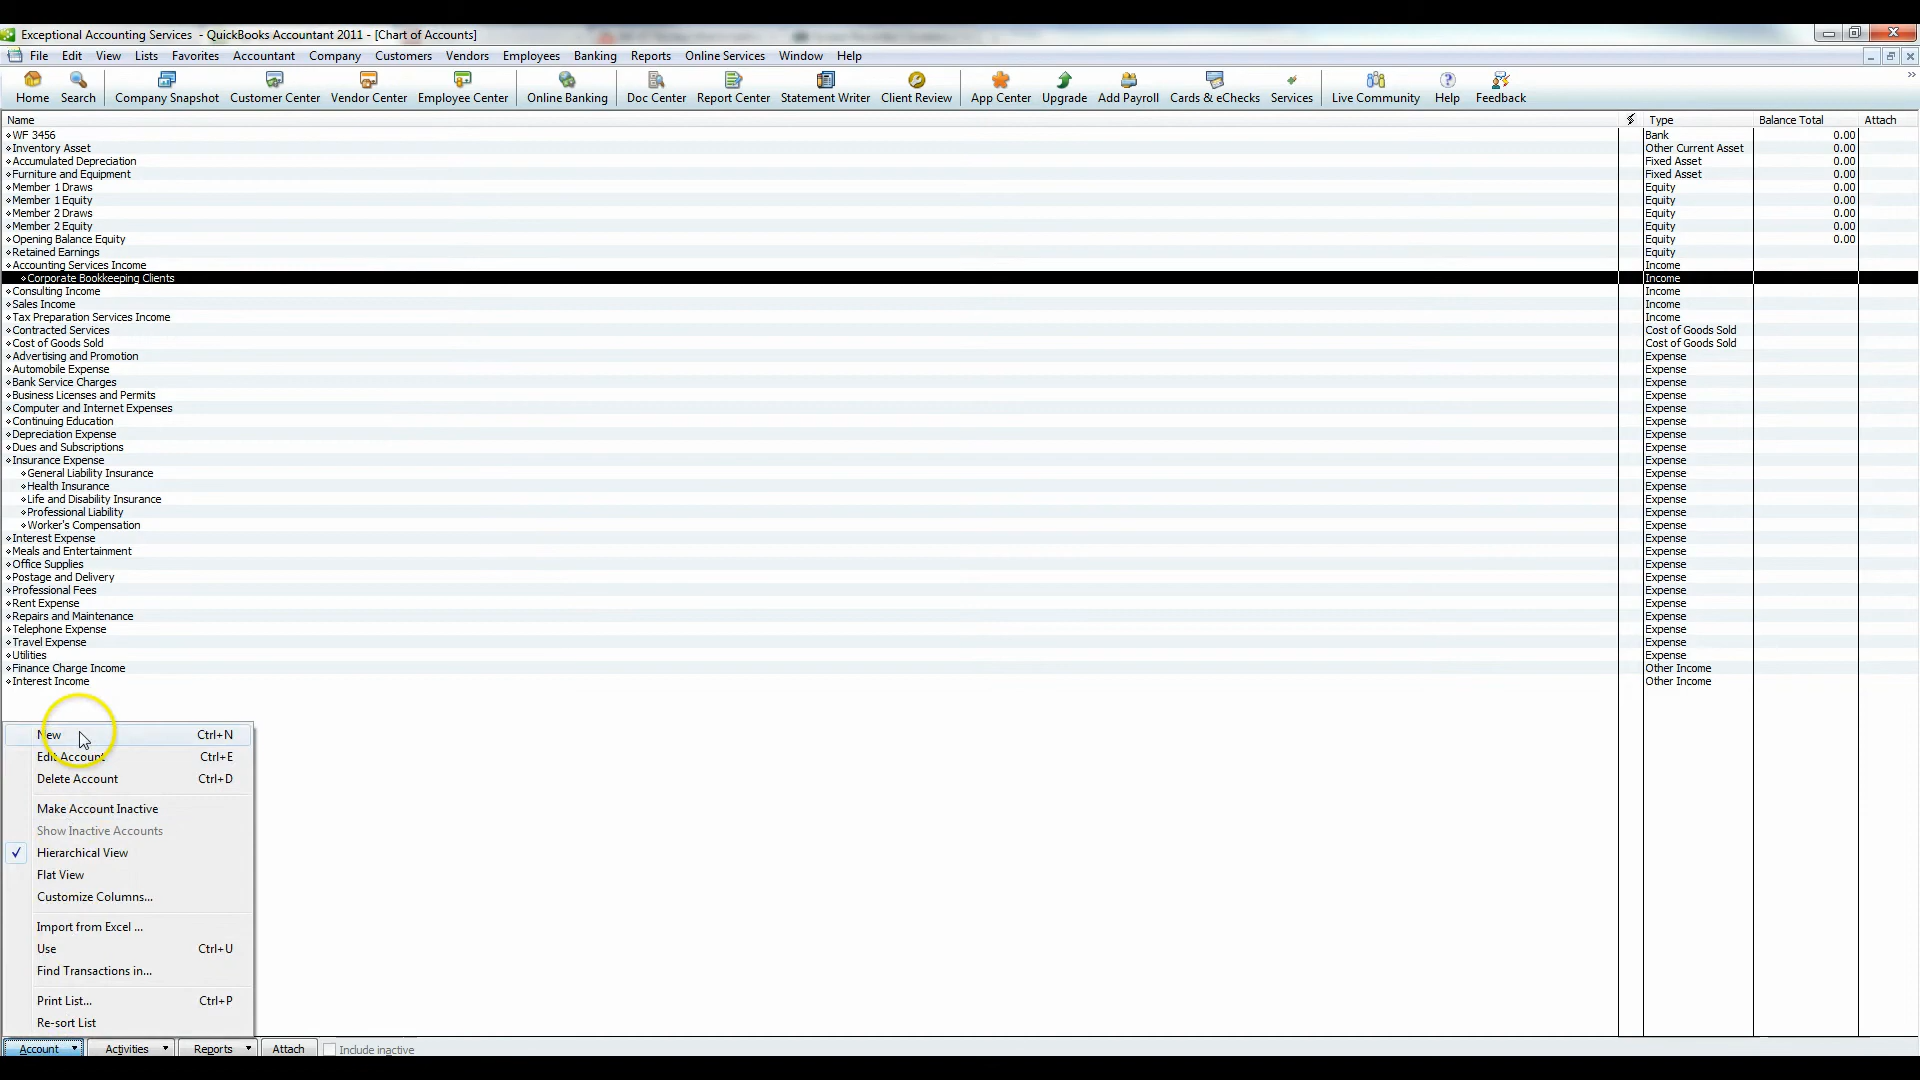 Exceptional Accounting Services - QuickBooks Accountant 2011 - [Chart of Accounts]
File Edit View Lists Favorites Accountant Company Customers Vendors Employees Banking Reports Online Services Window Help
Home Search Company Snapshot Customer Center Vendor Center Employee Center Online Banking Doc Center Report Center Statement Writer Client Review App Center Upgrade Add Payroll Cards & eChecks Services Live Community Help Feedback
Name Type Balance Total Attach
WF 3456 Bank 0.00
Inventory Asset Other Current Asset 0.00
Accumulated Depreciation Fixed Asset 0.00
Furniture and Equipment Fixed Asset 0.00
Member 1 Draws Equity 0.00
Member 1 Equity Equity 0.00
Member 2 Draws Equity 0.00
Member 2 Equity Equity 0.00
Opening Balance Equity Equity 0.00
Retained Earnings Equity
Accounting Services Income Income
Corporate Bookkeeping Clients Income
Consulting Income Income
Sales Income Income
Tax Preparation Services Income Income
Contracted Services Cost of Goods Sold
Cost of Goods Sold Cost of Goods Sold
Advertising and Promotion Expense
Automobile Expense Expense
Bank Service Charges Expense
Business Licenses and Permits Expense
Computer and Internet Expenses Expense
Continuing Education Expense
Depreciation Expense Expense
Dues and Subscriptions Expense
Insurance Expense Expense
General Liability Insurance Expense
Health Insurance Expense
Life and Disability Insurance Expense
Professional Liability Expense
Worker's Compensation Expense
Interest Expense Expense
Meals and Entertainment Expense
Office Supplies Expense
Postage and Delivery Expense
Professional Fees Expense
Rent Expense Expense
Repairs and Maintenance Expense
Telephone Expense Expense
Travel Expense Expense
Utilities Expense
Finance Charge Income Other Income
Interest Income Other Income
New Ctrl+N
Edit Account Ctrl+E
Delete Account Ctrl+D
Make Account Inactive
Show Inactive Accounts
Hierarchical View
Flat View
Customize Columns...
Import from Excel ...
Use Ctrl+U
Find Transactions in...
Print List... Ctrl+P
Re-sort List
Account Activities Reports Attach Include inactive